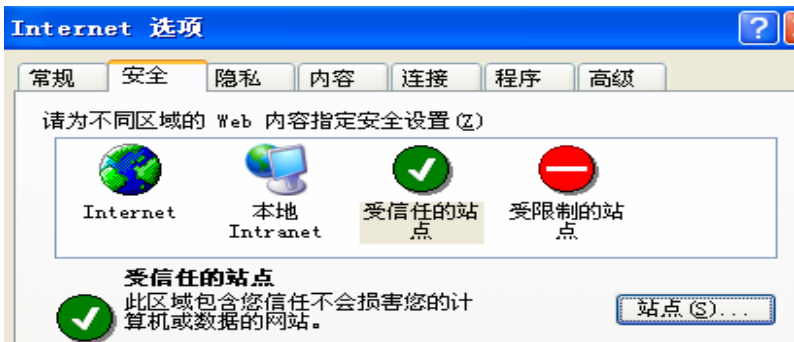 Internet 选项
常规 安全 隐私 内容 连接 程序 高级
请为不同区域的 Web 内容指定安全设置(Z)
Internet 本地 受信任的站 受限制的站
Intranet 点 点
受信任的站点
此区域包含您信任不会损害您的计
算机或数据的网站。
站点(S)...